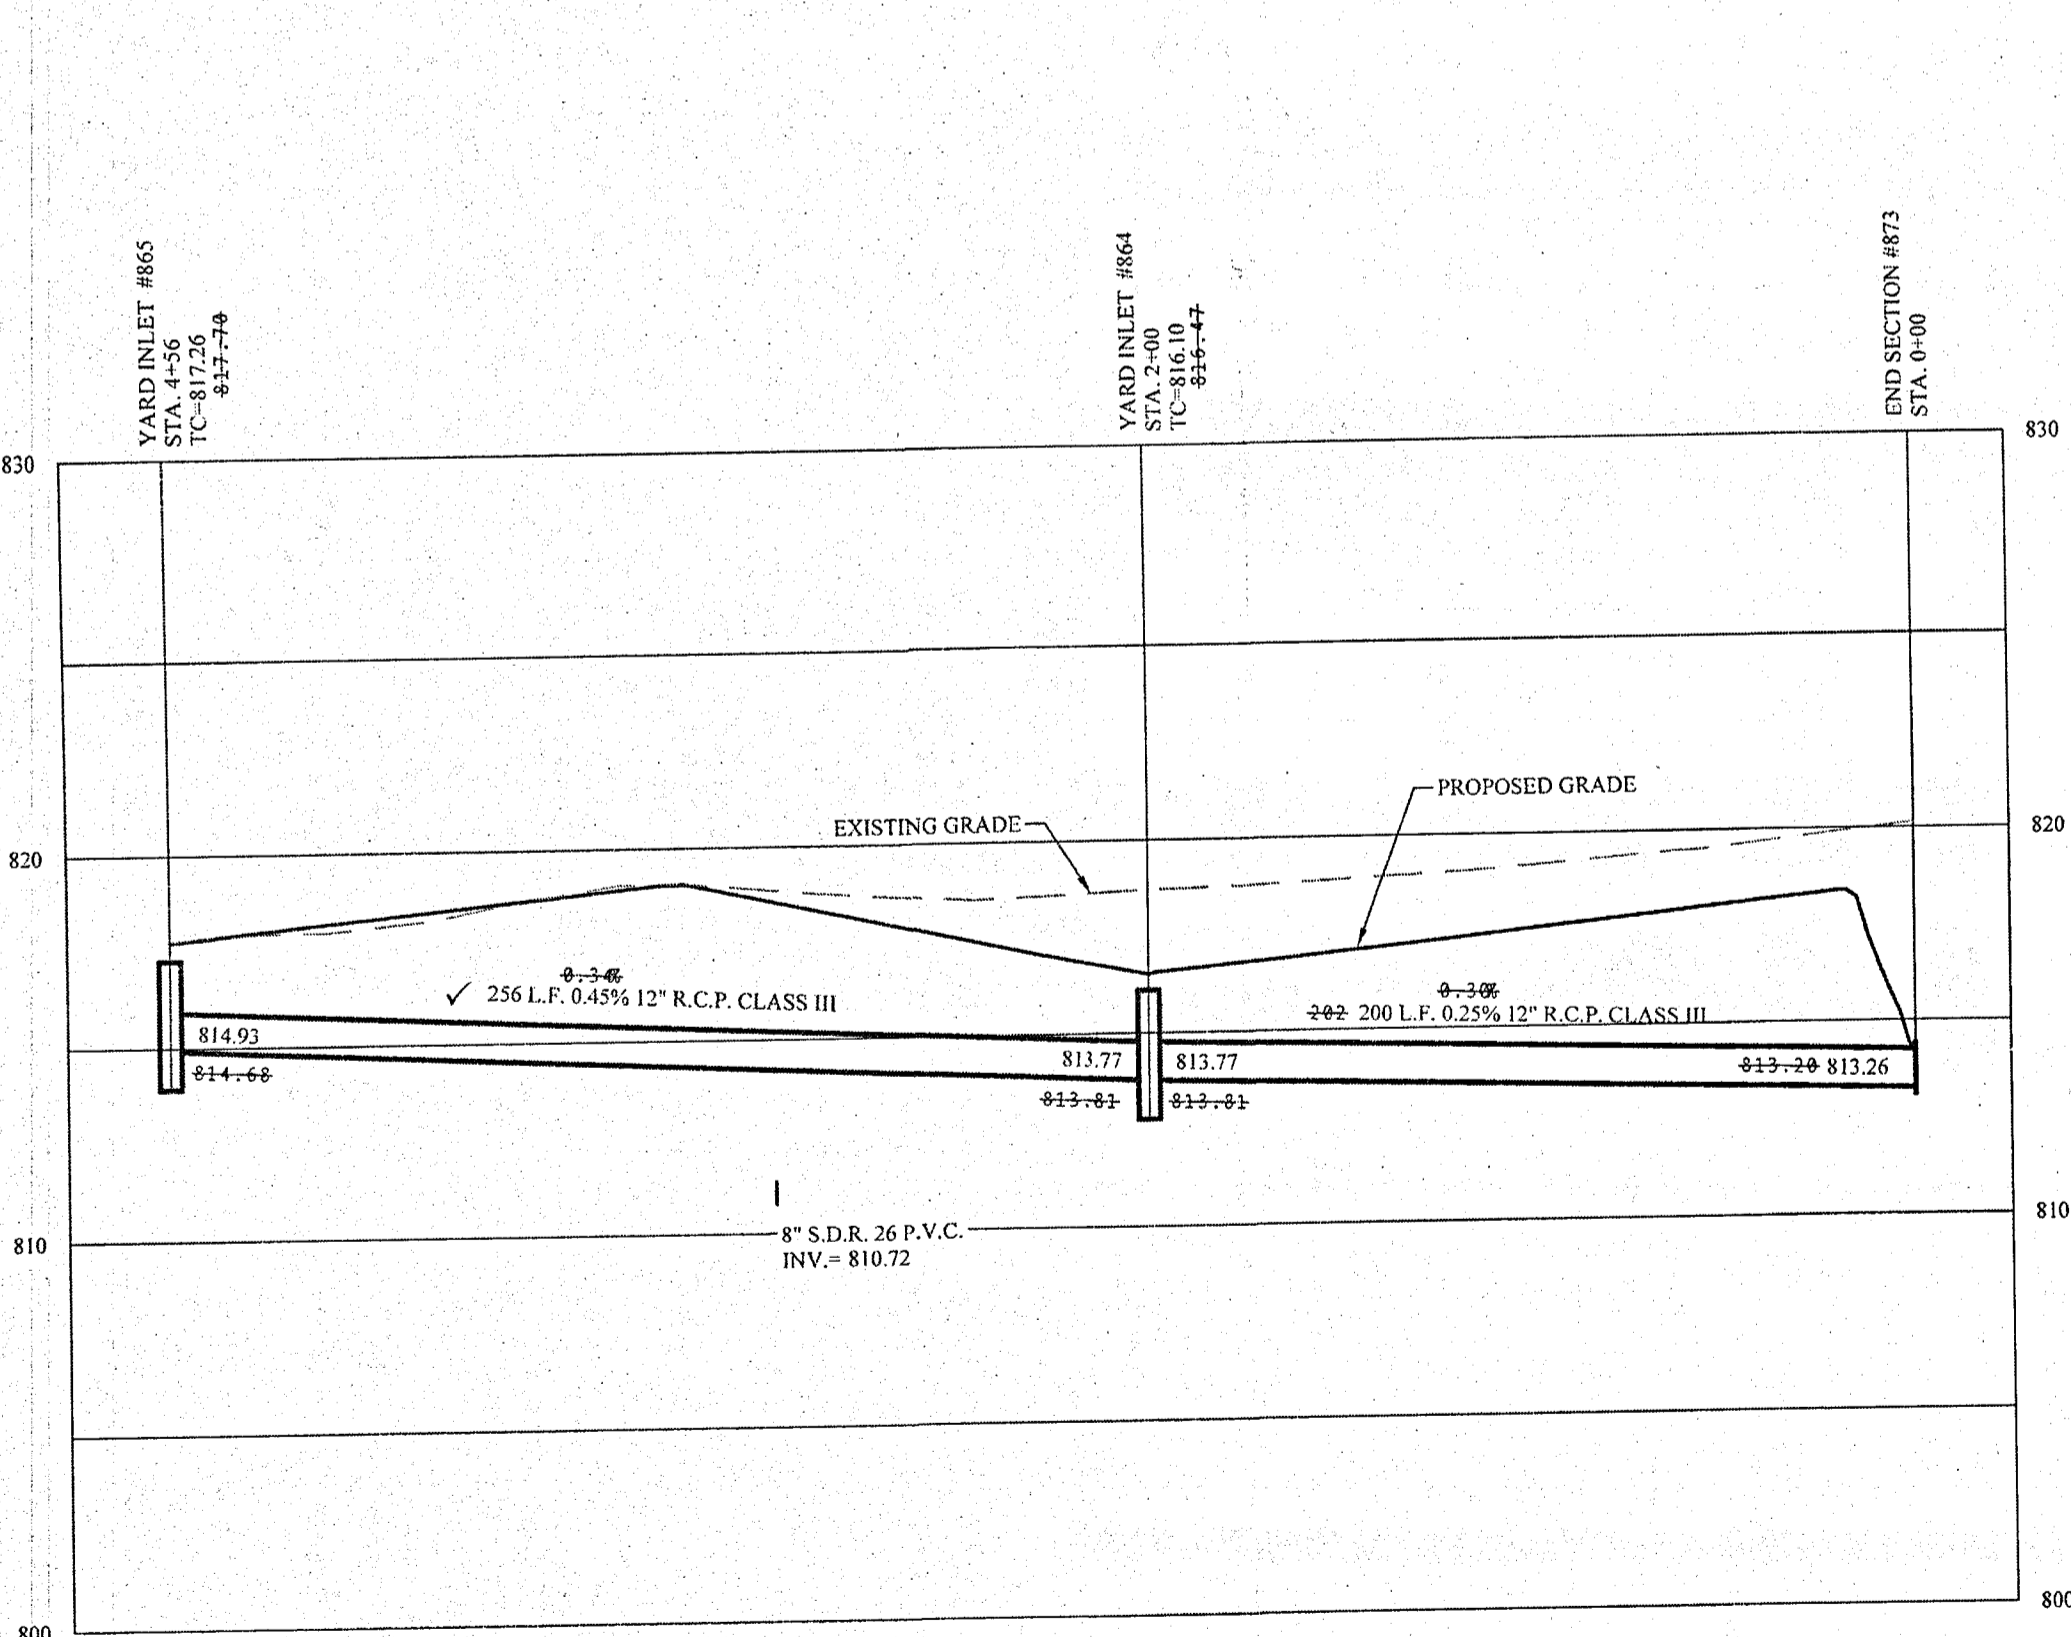 YARD INLET #865
STA. 4+56
TC=817.26
817.70
YARD INLET #864
STA. 2+00
TC=816.10
816.47
END SECTION #873
STA. 0+00
830
830
PROPOSED GRADE
EXISTING GRADE
820
820
0.34%
✓ 256 L.F. 0.45% 12" R.C.P. CLASS III
0.30%
202 200 L.F. 0.25% 12" R.C.P. CLASS III
814.93
814.68
813.77
813.81
813.77
813.81
813.20 813.26
810
810
8" S.D.R. 26 P.V.C.
INV.= 810.72
800
800